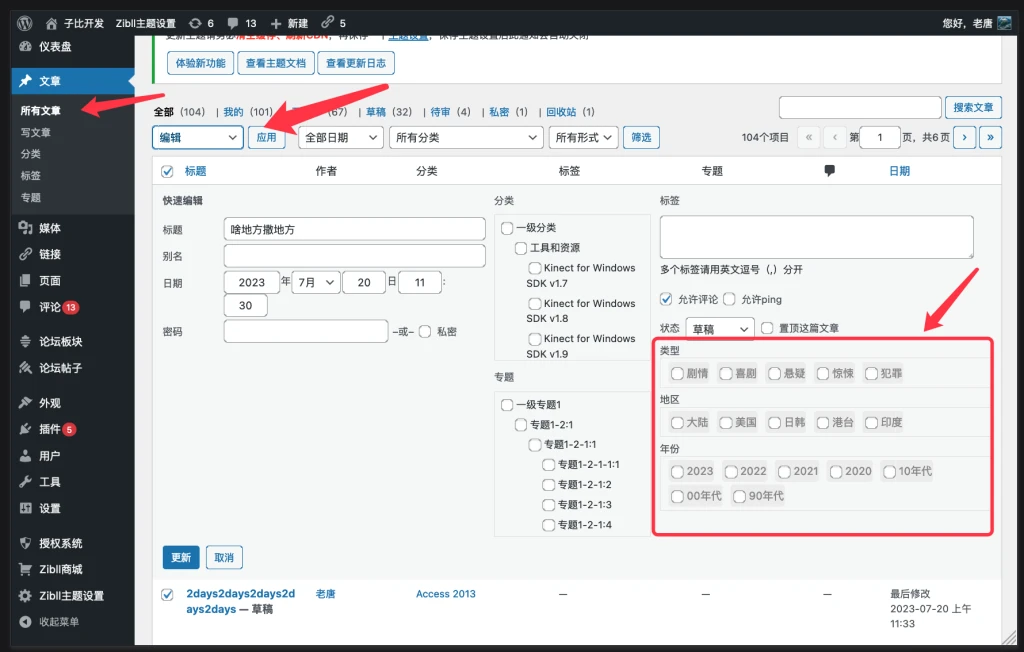 子比开发 Zibll主题设置 6 13 新建 5 您好，老唐
仪表盘
文章
所有文章
写文章
分类
标签
专题
媒体
链接
页面
评论 13
论坛板块
论坛帖子
外观
插件 5
用户
工具
设置
授权系统
Zibll商城
Zibll主题设置
收起菜单
体验新功能 查看主题文档 查看更新日志
全部 (104) | 我的 (101) (67) | 草稿 (32) | 待审 (4) | 私密 (1) | 回收站 (1)
搜索文章
编辑 应用 全部日期 所有分类 所有形式 筛选 104个项目 « ‹ 第 1 页，共6页 › »
标题 作者 分类 标签 专题 日期
快速编辑
标题 啥地方撒地方
别名
日期 2023 年 7月 20 日 11 :
30
密码 –或– 私密
分类
一级分类
工具和资源
Kinect for Windows
SDK v1.7
Kinect for Windows
SDK v1.8
Kinect for Windows
SDK v1.9
专题
一级专题1
专题1-2:1
专题1-2-1:1
专题1-2-1-1:1
专题1-2-1:2
专题1-2-1:3
专题1-2-1:4
标签
多个标签请用英文逗号（,）分开
允许评论 允许ping
状态 草稿 置顶这篇文章
类型
剧情 喜剧 悬疑 惊悚 犯罪
地区
大陆 美国 日韩 港台 印度
年份
2023 2022 2021 2020 10年代
00年代 90年代
更新 取消
2days2days2days2d
ays2days — 草稿
老唐 Access 2013 — — —
最后修改
2023-07-20 上午
11:33